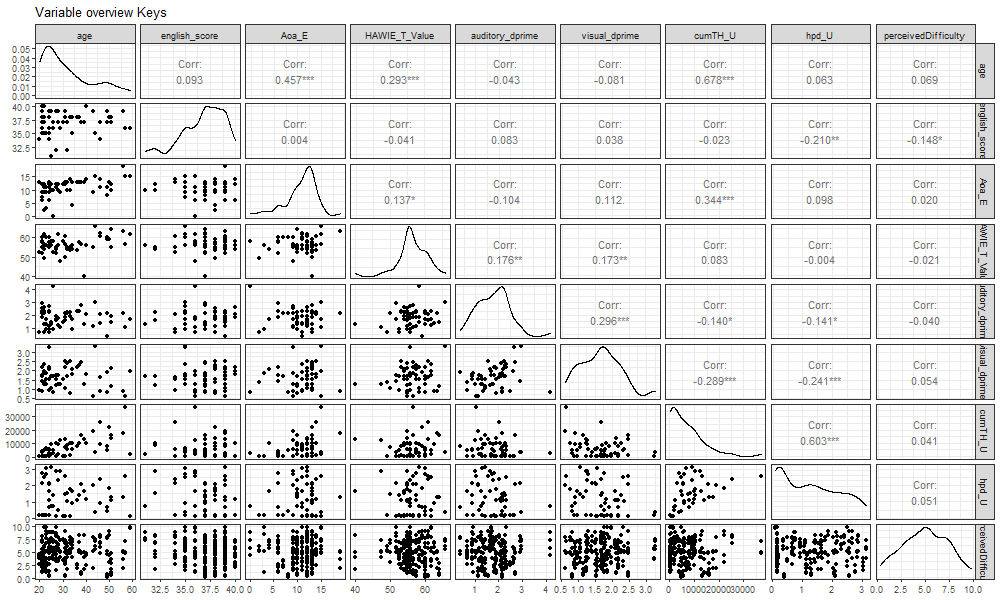 Variable overview Keys
age english_score Aoa_E HAWIE_T_Value auditory_dprime visual_dprime cumTH_U hpd_U perceivedDifficulty
0.05
0.04
0.03
0.02
0.01
0.00
Corr:
0.093
Corr:
0.457***
Corr:
0.293***
Corr:
-0.043
Corr:
-0.081
Corr:
0.678***
Corr:
0.063
Corr:
0.069
age
40.0
37.5
35.0
32.5
Corr:
0.004
Corr:
-0.041
Corr:
0.083
Corr:
0.038
Corr:
-0.023
Corr:
-0.210**
Corr:
-0.148*
english_score
15
10
5
0
Corr:
0.137*
Corr:
-0.104
Corr:
0.112.
Corr:
0.344***
Corr:
0.098
Corr:
0.020
Aoa_E
60
50
40
Corr:
0.176**
Corr:
0.173**
Corr:
0.083
Corr:
-0.004
Corr:
-0.021
AWIE_T_Valu
4
3
2
1
Corr:
0.296***
Corr:
-0.140*
Corr:
-0.141*
Corr:
-0.040
uditory_dprim
3.0
2.5
2.0
1.5
1.0
0.5
Corr:
-0.289***
Corr:
-0.241***
Corr:
0.054
visual_dprime
30000
20000
10000
0
Corr:
0.603***
Corr:
0.041
cumTH_U
3
2
1
0
Corr:
0.051
hpd_U
10.0
7.5
5.0
2.5
0.0
ceivedDifficu
20 30 40 50 60 32.5 35.0 37.5 40.0 0 5 10 15 40 50 60 1 2 3 4 0.5 1.0 1.5 2.0 2.5 3.0 0 10000 20000 30000 0 1 2 3 0.0 2.5 5.0 7.5 10.0